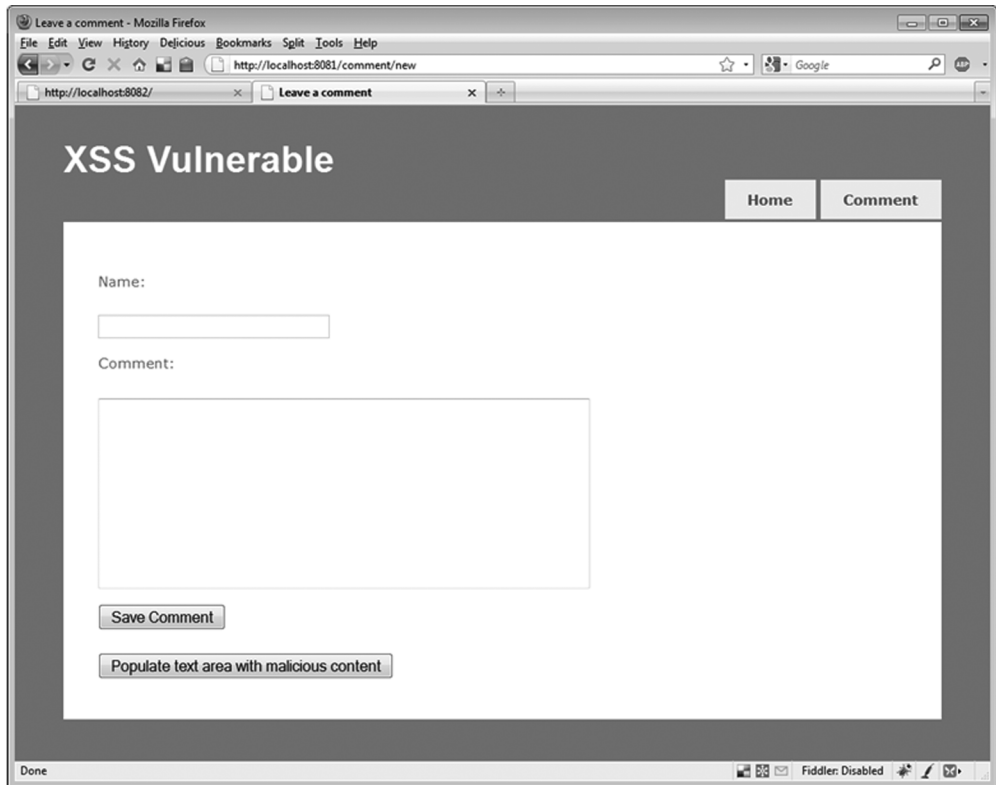 Leave a comment - Mozilla Firefox
File Edit View History Delicious Bookmarks Split Tools Help
http://localhost:8081/comment/new
Google
ABP
http://localhost:8082/
Leave a comment
XSS Vulnerable
Home
Comment
Name:
Comment:
Save Comment
Populate text area with malicious content
Done
Fiddler: Disabled